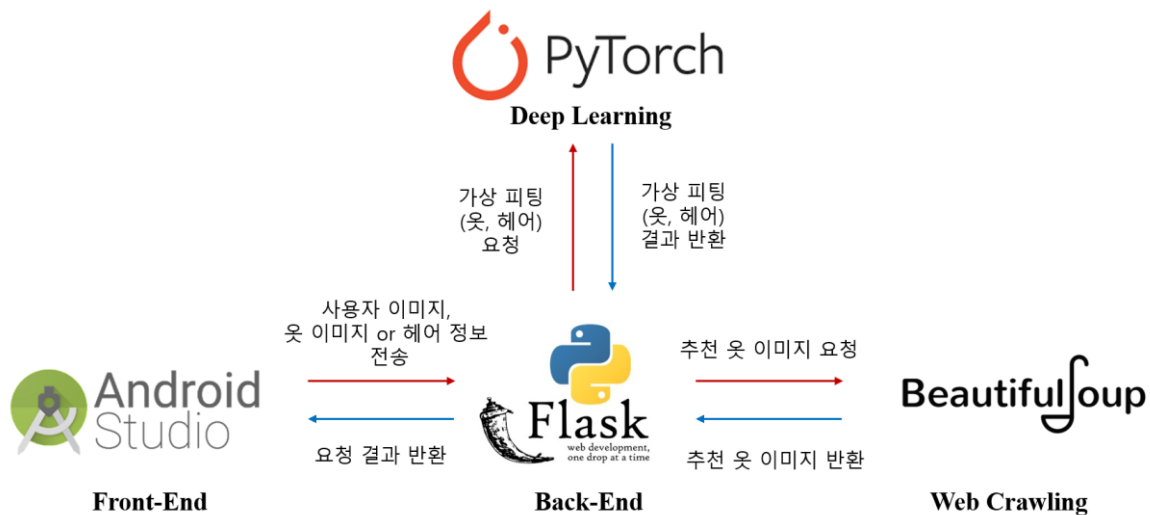 PyTorch
Deep Learning
가상 피팅
(옷, 헤어)
요청
가상 피팅
(옷, 헤어)
결과 반환
사용자 이미지,
옷 이미지 or 헤어 정보
전송
추천 옷 이미지 요청
Android
Studio
Flask
web development,
one drop at a time
BeautifulSoup
요청 결과 반환
추천 옷 이미지 반환
Front-End
Back-End
Web Crawling